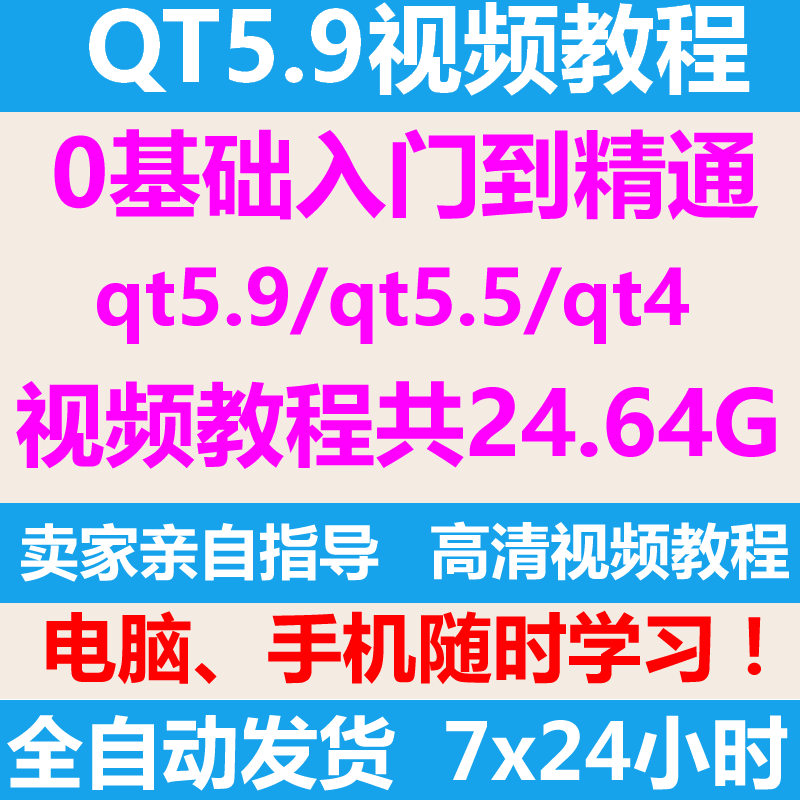 QT5.9视频教程
0基础入门到精通
qt5.9/qt5.5/qt4
视频教程共24.64G
卖家亲自指导 高清视频教程
电脑、手机随时学习！
全自动发货 7x24小时